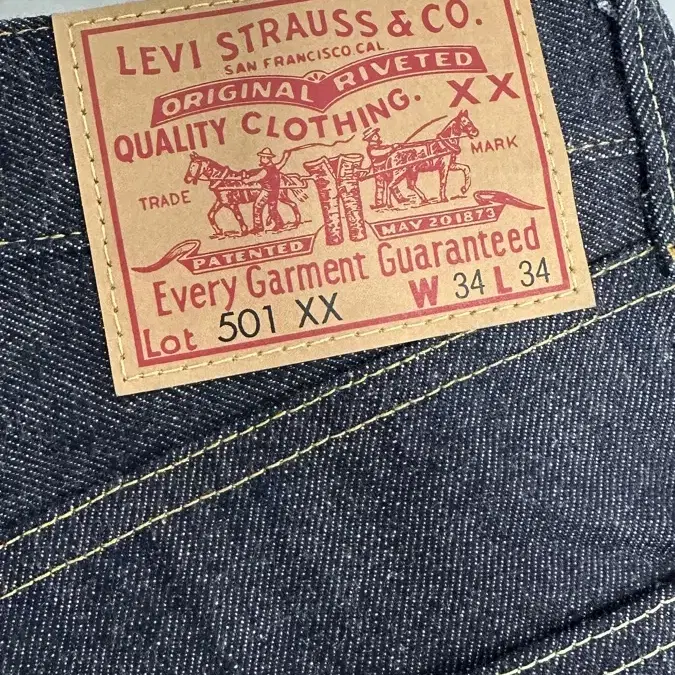 LEVI STRAUSS & CO.
SAN FRANCISCO CAL.
ORIGINAL RIVETED
QUALITY CLOTHING. XX
TRADE MARK
PATENTED MAY 20 1873
Every Garment Guaranteed
Lot 501 XX W 34 L 34